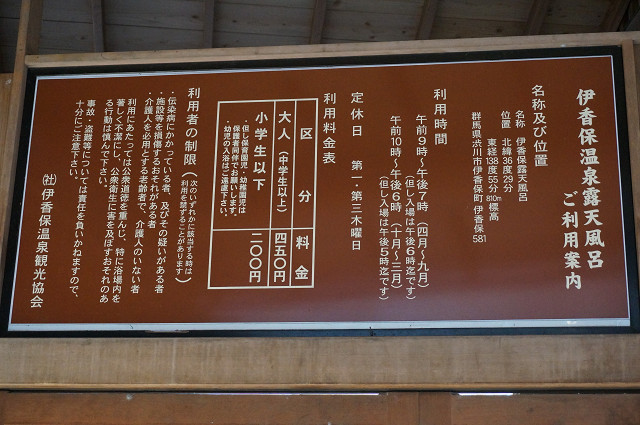 伊香保温泉露天風呂
ご利用案内
名称及び位置
名称 伊香保露天風呂
位置 北緯36度29分
東経138度55分 標高810m
群馬県渋川市伊香保町伊香保581
利用時間
午前9時〜午後7時(四月〜九月)
(但し入場は午後6時迄です)
午前10時〜午後6時(十月〜三月)
(但し入場は午後5時迄です)
定休日 第一・第三木曜日
利用料金表
区分 料金
大人(中学生以上) 四五〇円
小学生以下 二〇〇円
・但し保育園児・幼稚園児は
保護者同伴でお願いします。
幼児の入浴はご遠慮下さい。
利用者の制限(次のいずれかに該当する時は
利用を禁ずることがあります)
・伝染病にかかっている者、及びその疑いがある者
・施設等を損傷するおそれがある者
・介護人を必要とする老齢者で、介護人のいない者
利用にあたっては公衆道徳を重んじ、特に浴場内を
著しく不潔にし、公衆衛生に害を及ぼすおそれのあ
る行動は慎んで下さい。
事故・盗難等については責任を負いかねますので、
十分にご注意下さい。
㈳伊香保温泉観光協会